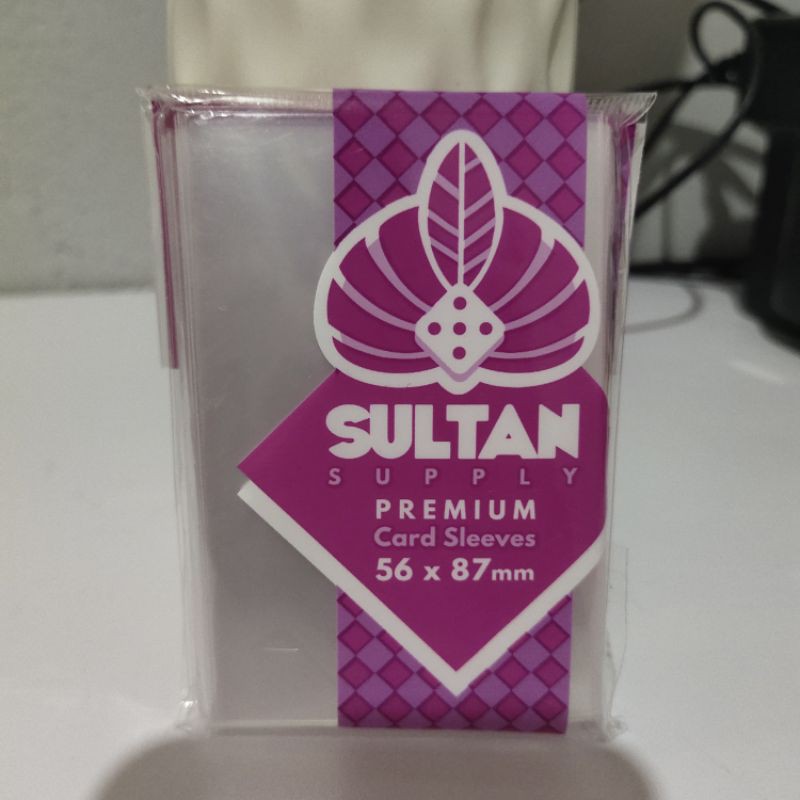 SULTAN
SUPPLY
PREMIUM
Card Sleeves
56 x 87mm